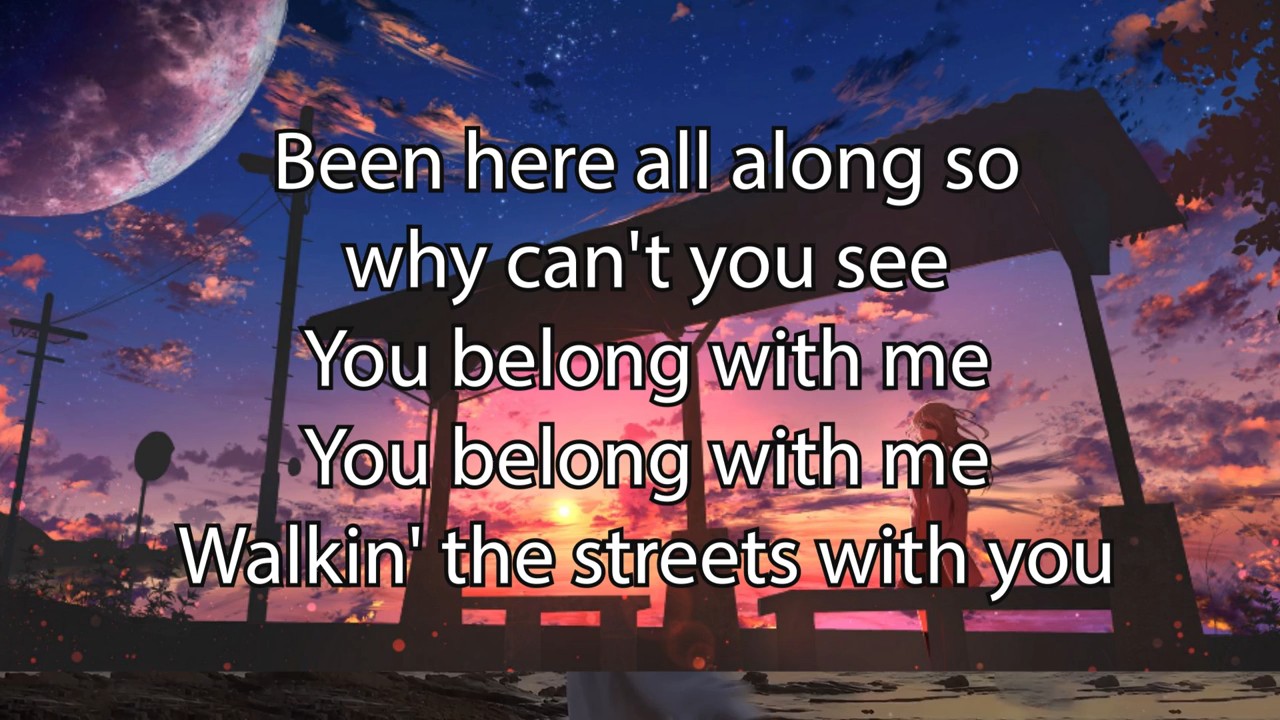 Been here all along so
why can't you see
You belong with me
You belong with me
Walkin' the streets with you